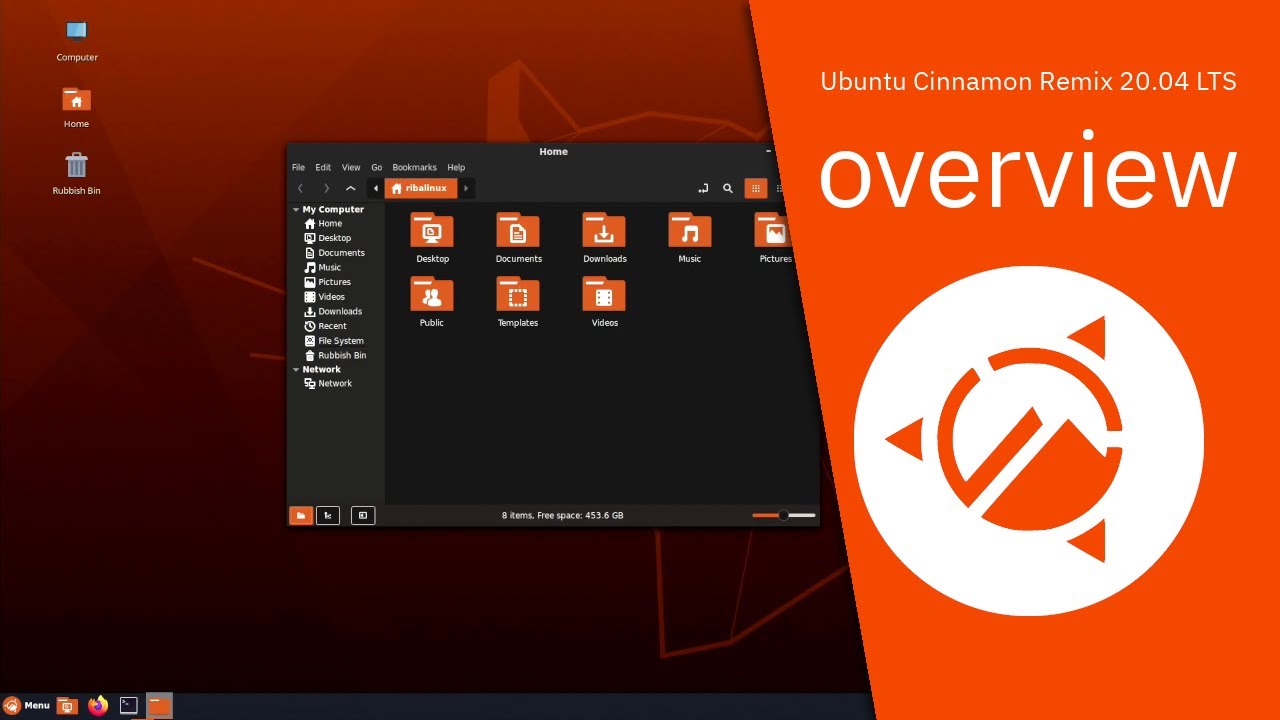 Computer
Home
Rubbish Bin
Home
File Edit View Go Bookmarks Help
ribalinux
My Computer
Home
Desktop
Documents
Music
Pictures
Videos
Downloads
Recent
File System
Rubbish Bin
Network
Network
Desktop Documents Downloads Music Pictures
Public Templates Videos
8 items, Free space: 453.6 GB
Menu
Ubuntu Cinnamon Remix 20.04 LTS
overview